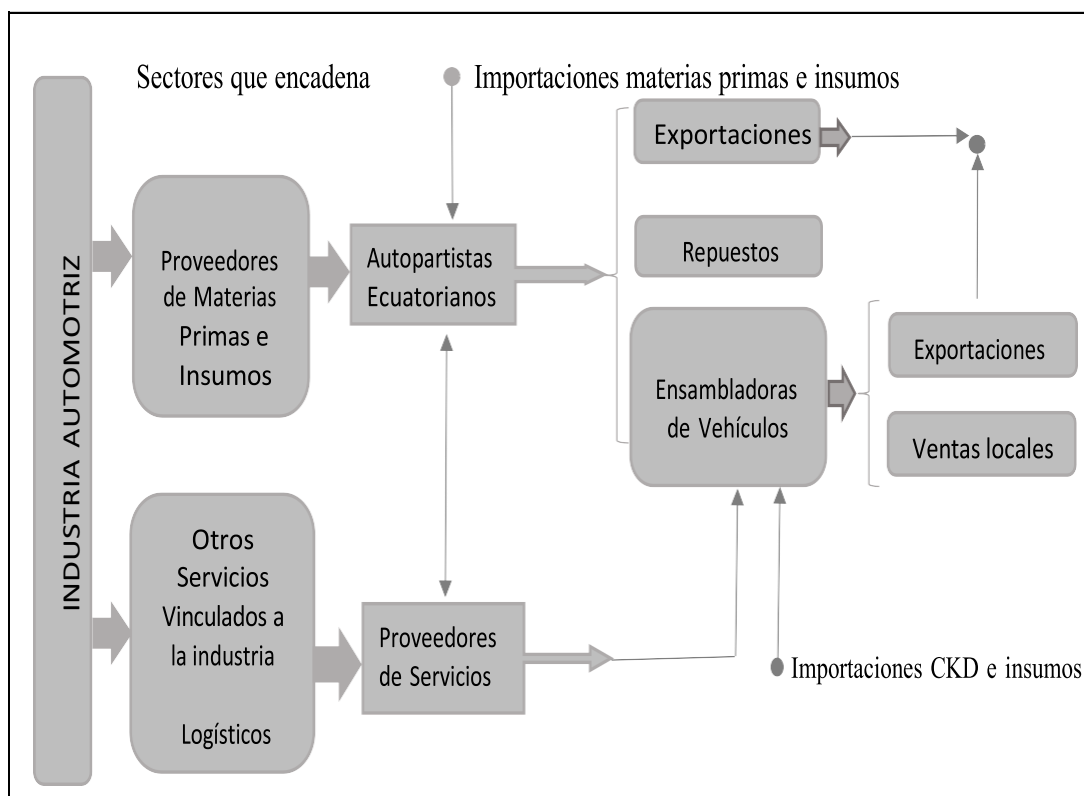 INDUSTRIA AUTOMOTRIZ
Sectores que encadena
Importaciones materias primas e insumos
Proveedores
de Materias
Primas e
Insumos
Autopartistas
Ecuatorianos
Exportaciones
Repuestos
Ensambladoras
de Vehículos
Exportaciones
Ventas locales
Otros
Servicios
Vinculados a
la industria
Logísticos
Proveedores
de Servicios
Importaciones CKD e insumos